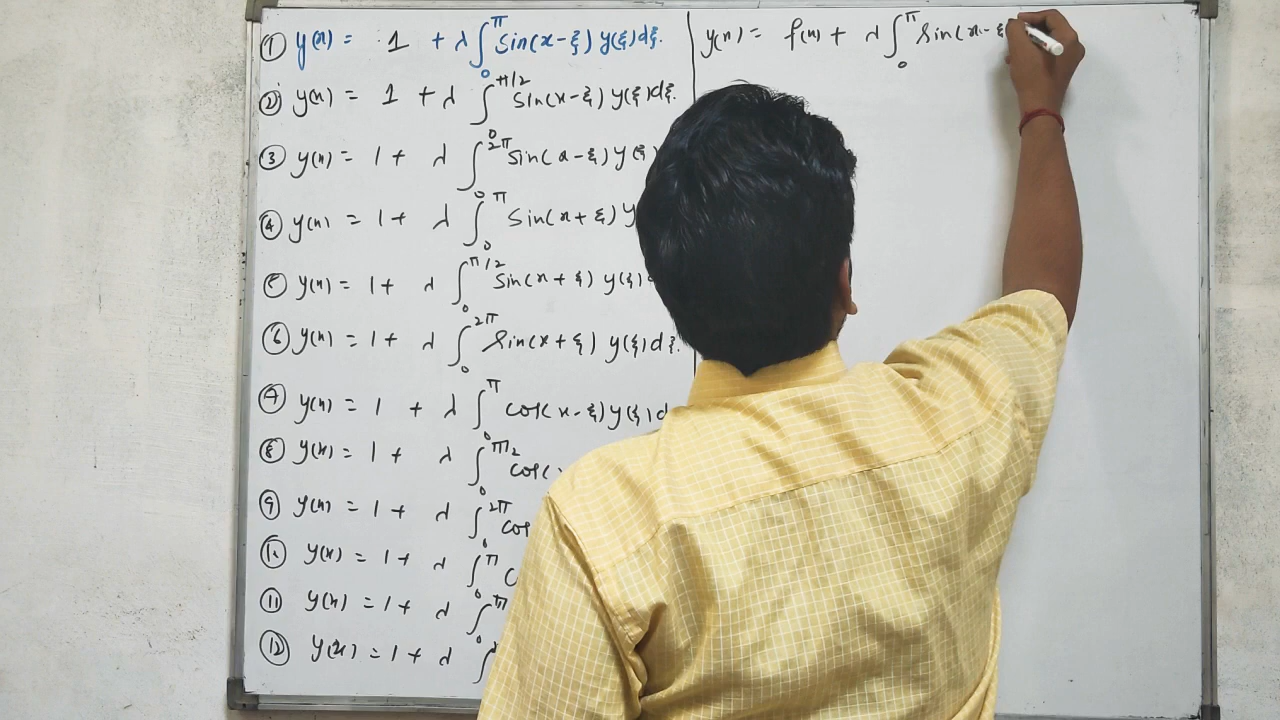 ① y(x) = 1 + λ∫₀^π sin(x-ξ) y(ξ)dξ.
② y(x) = 1 + λ ∫₀^π/2 sin(x-ξ) y(ξ)dξ.
③ y(x) = 1 + λ ∫₀^2π sin(x-ξ) y(ξ)
④ y(x) = 1 + λ ∫₀^π sin(x+ξ) y
⑤ y(x) = 1 + λ ∫₀^π/2 sin(x+ξ) y(ξ)
⑥ y(x) = 1 + λ ∫₀^2π sin(x+ξ) y(ξ)dξ.
⑦ y(x) = 1 + λ ∫₀^π cos(x-ξ) y(ξ)d
⑧ y(x) = 1 + λ ∫₀^π/2 cos(
⑨ y(x) = 1 + λ ∫₀^2π cos
⑩ y(x) = 1 + λ ∫₀^π c
⑪ y(x) = 1 + λ ∫₀^π
⑫ y(x) = 1 + λ ∫
y(x) = f(x) + λ ∫₀^π sin(x-ξ